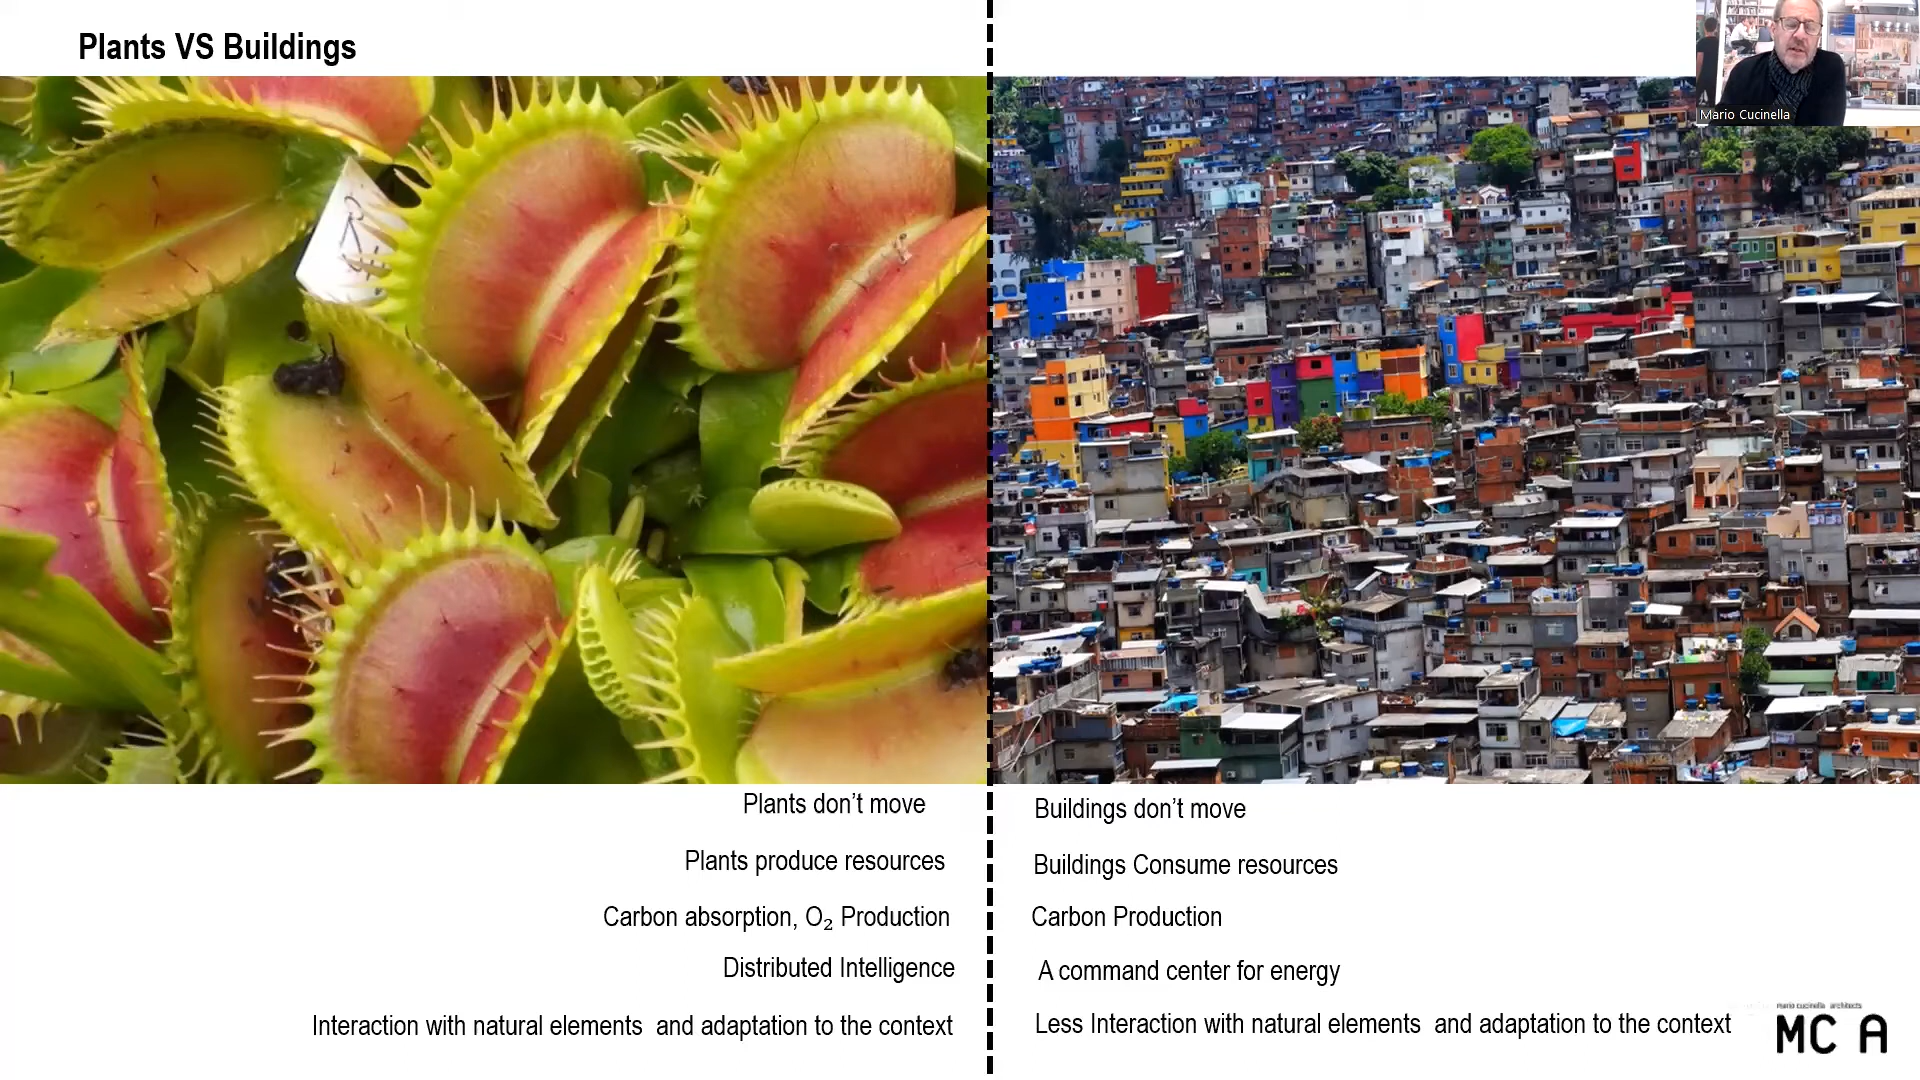 Plants VS Buildings
Mario Cucinella
Plants don’t move
Plants produce resources
Carbon absorption, O₂ Production
Distributed Intelligence
Interaction with natural elements and adaptation to the context
Buildings don’t move
Buildings Consume resources
Carbon Production
A command center for energy
Less Interaction with natural elements and adaptation to the context
mario cucinella architects
MC A